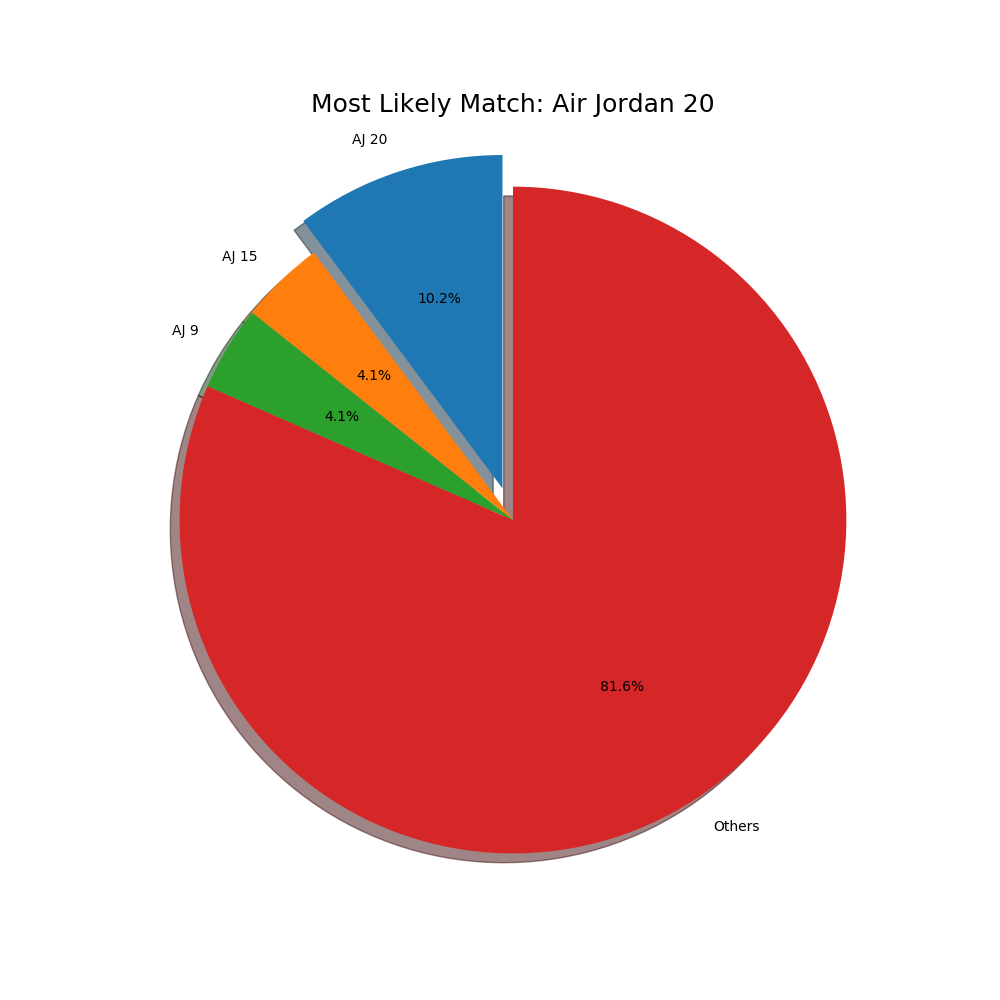 Most Likely Match: Air Jordan 20
AJ 20
10.2%
AJ 15
4.1%
AJ 9
4.1%
81.6%
Others